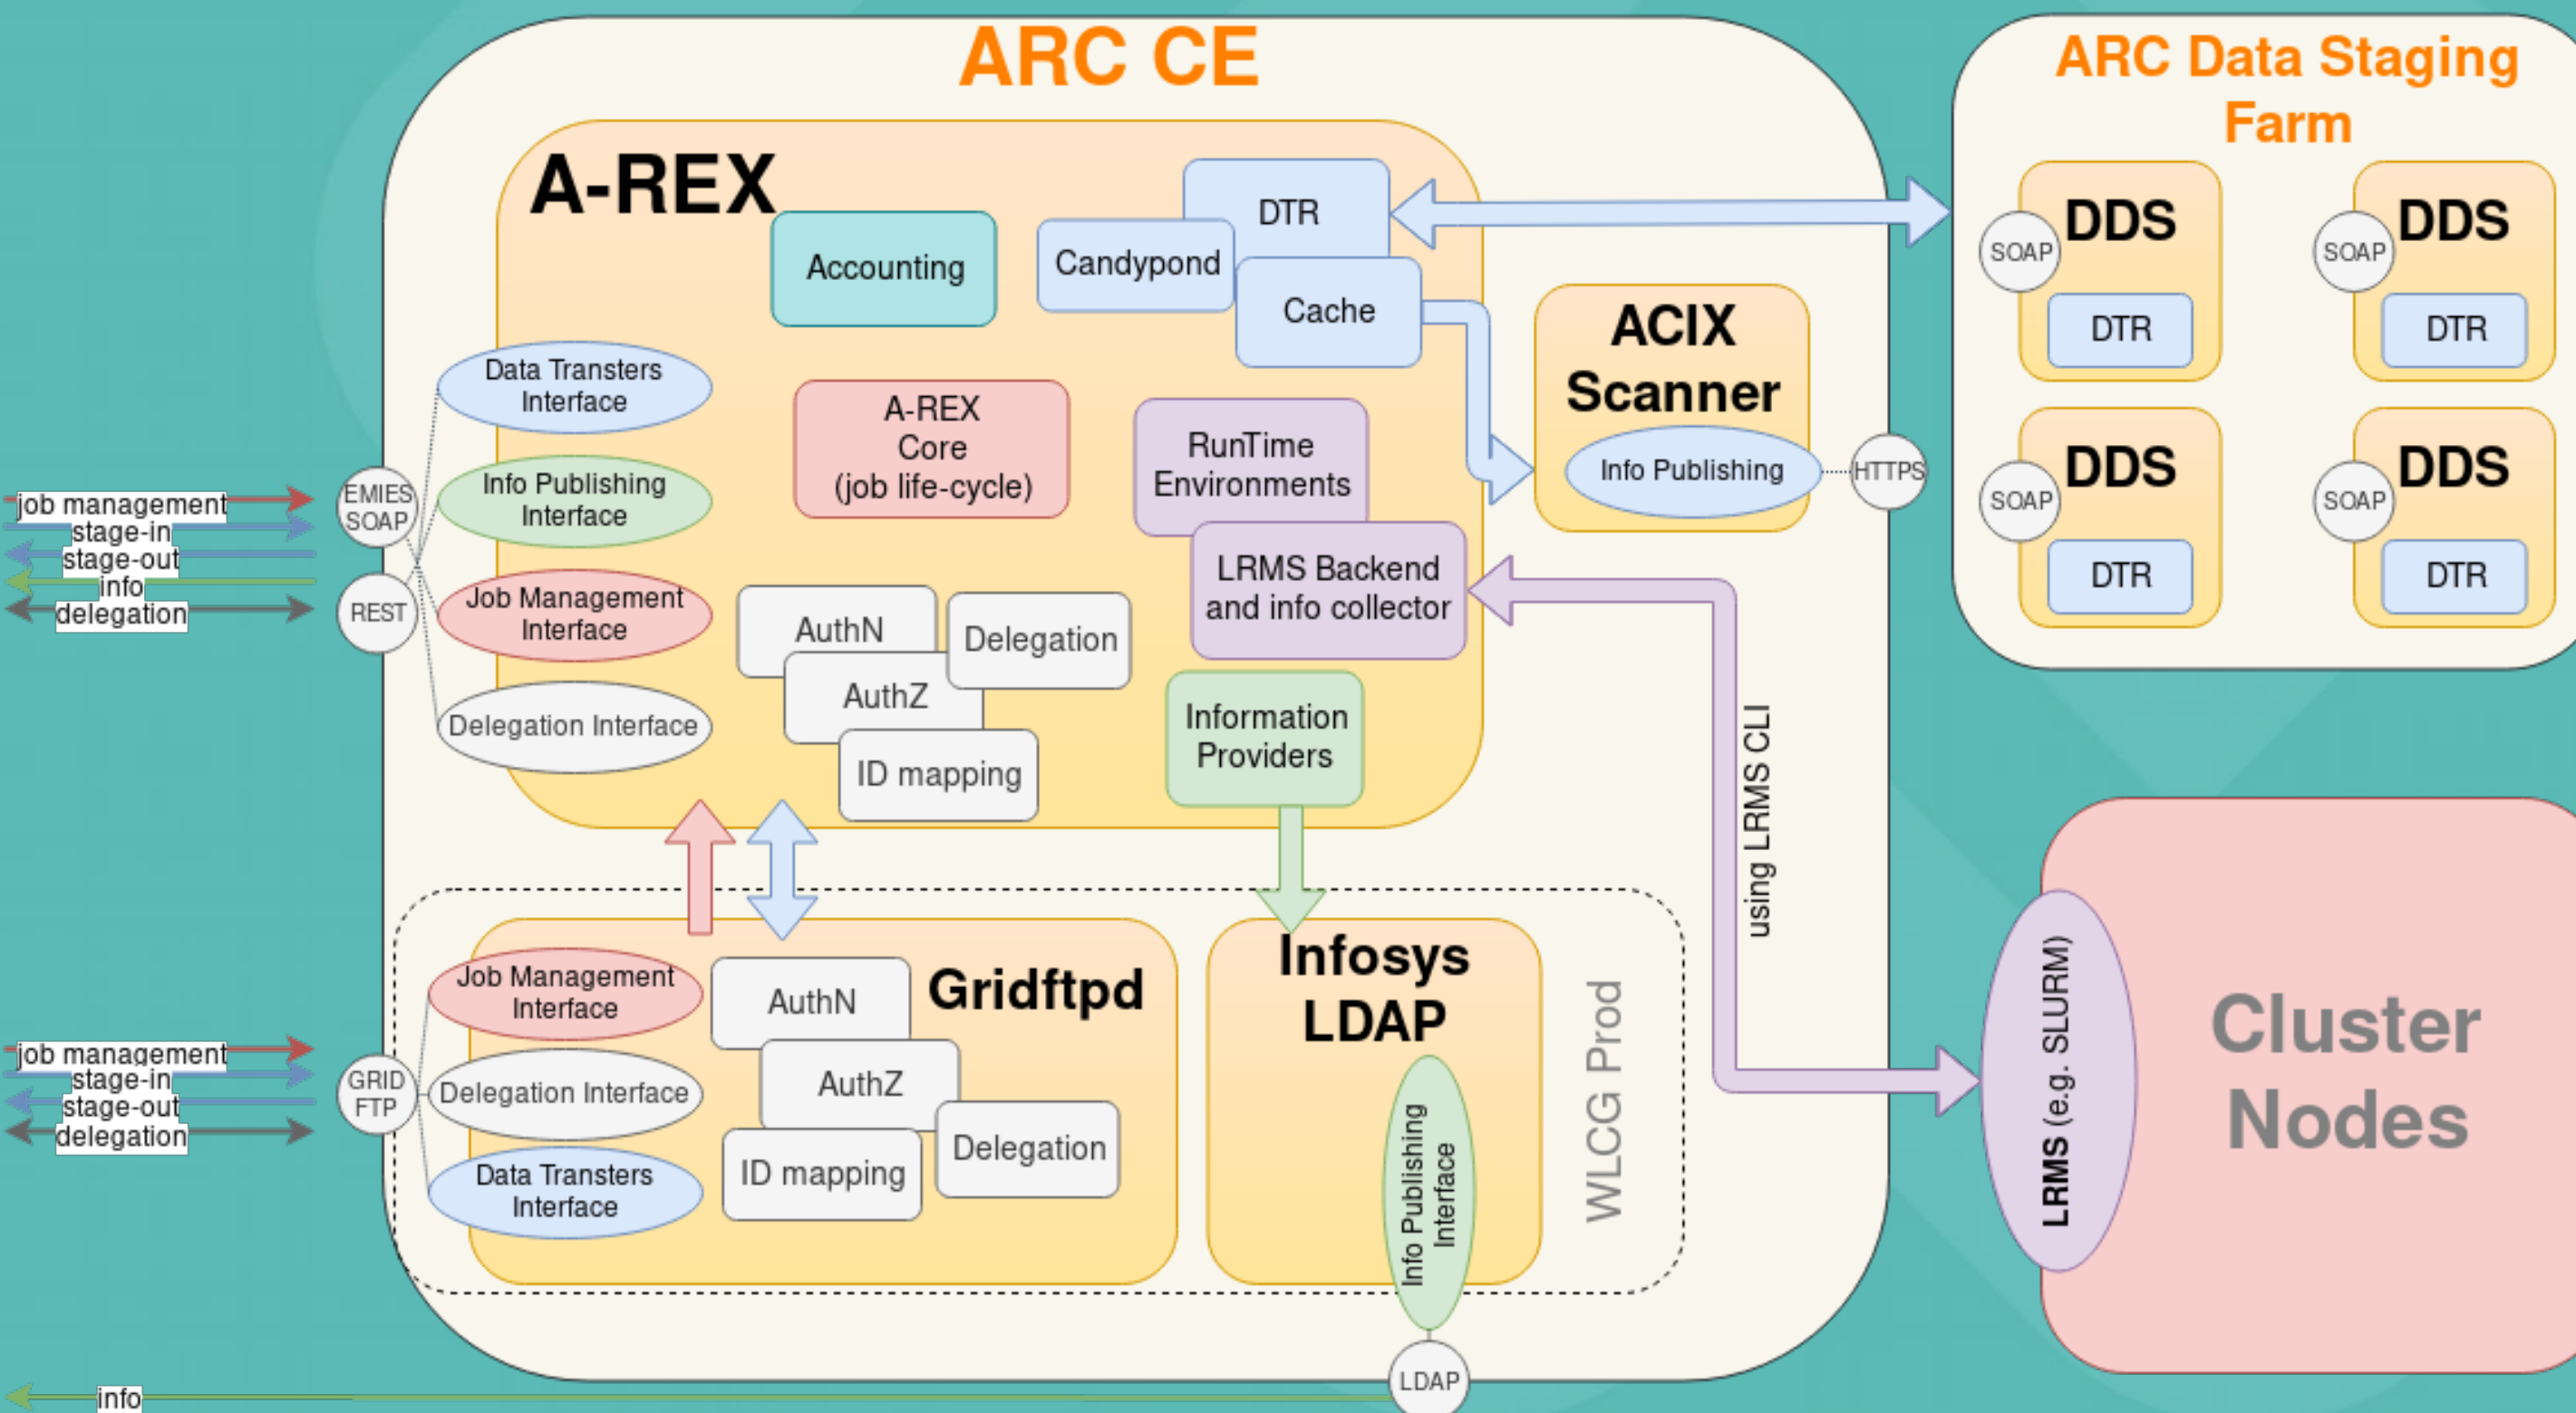 ARC CE
A-REX
Accounting
DTR
Candypond
Cache
Data Transters
Interface
Info Publishing
Interface
Job Management
Interface
Delegation Interface
A-REX
Core
(job life-cycle)
RunTime
Environments
LRMS Backend
and info collector
AuthN
AuthZ
Delegation
ID mapping
Information
Providers
ACIX
Scanner
Info Publishing
HTTPS
EMIES
SOAP
REST
job management
stage-in
stage-out
info
delegation
using LRMS CLI
Gridftpd
Job Management
Interface
Delegation Interface
Data Transters
Interface
AuthN
AuthZ
ID mapping
Delegation
Infosys
LDAP
Info Publishing
Interface
WLCG Prod
GRID
FTP
job management
stage-in
stage-out
delegation
LDAP
info
ARC Data Staging
Farm
DDS
SOAP
DTR
DDS
SOAP
DTR
DDS
SOAP
DTR
DDS
SOAP
DTR
LRMS (e.g. SLURM)
Cluster
Nodes